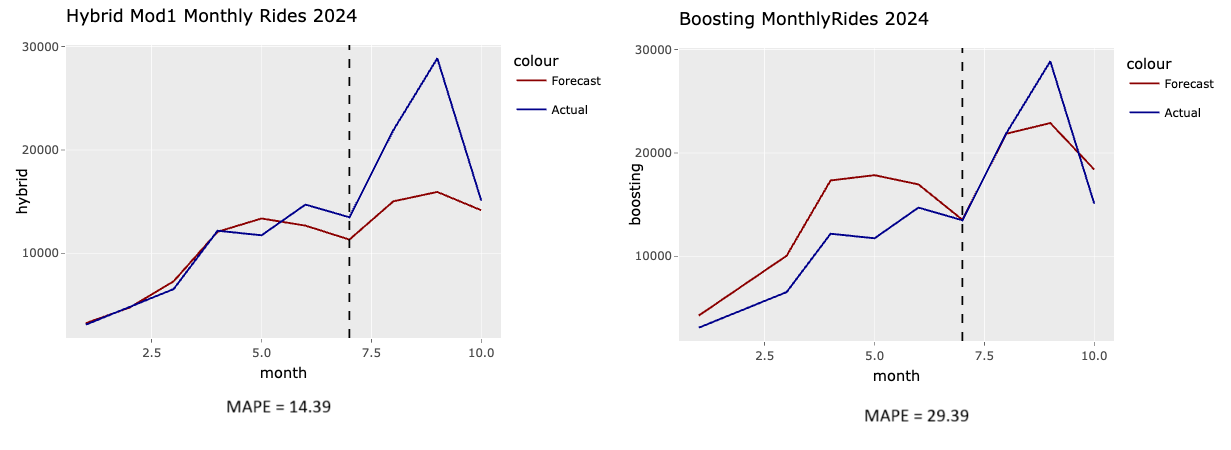 Hybrid Mod1 Monthly Rides 2024
30000
20000
10000
hybrid
2.5
5.0
7.5
10.0
month
colour
Forecast
Actual
MAPE = 14.39
Boosting MonthlyRides 2024
30000
20000
10000
boosting
2.5
5.0
7.5
10.0
month
colour
Forecast
Actual
MAPE = 29.39